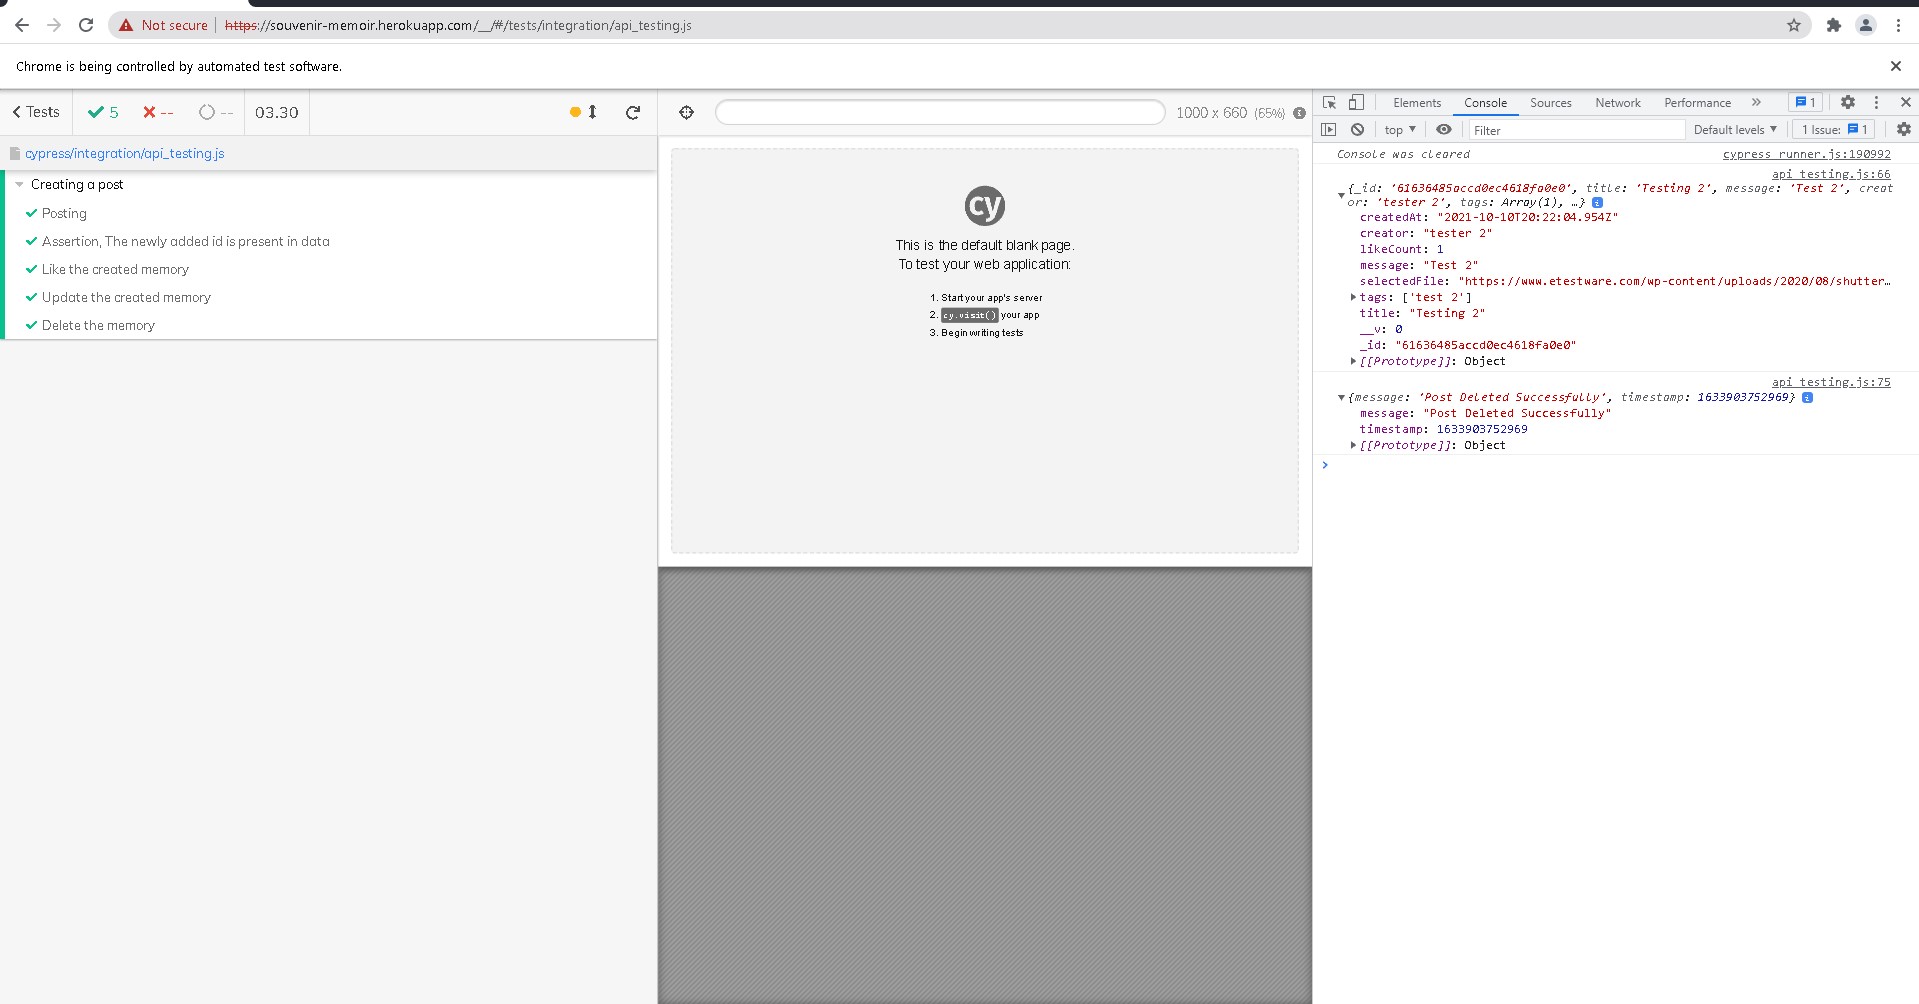 Not secure | https://souvenir-memoir.herokuapp.com/__/#/tests/integration/api_testing.js
Chrome is being controlled by automated test software.
Tests 5 -- -- 03.30
cypress/integration/api_testing.js
Creating a post
Posting
Assertion, The newly added id is present in data
Like the created memory
Update the created memory
Delete the memory
1000 x 660 (65%)
cy
This is the default blank page.
To test your web application:
1. Start your app's server
2. cy.visit() your app
3. Begin writing tests
Elements Console Sources Network Performance » 1
top Filter Default levels 1 Issue: 1
Console was cleared cypress_runner.js:190992
api_testing.js:66
{_id: '61636485accd0ec4618fa0e0', title: 'Testing 2', message: 'Test 2', creat
or: 'tester 2', tags: Array(1), …}
createdAt: "2021-10-10T20:22:04.954Z"
creator: "tester 2"
likeCount: 1
message: "Test 2"
selectedFile: "https://www.etestware.com/wp-content/uploads/2020/08/shutter…
tags: ['test 2']
title: "Testing 2"
__v: 0
_id: "61636485accd0ec4618fa0e0"
[[Prototype]]: Object
api_testing.js:75
{message: 'Post Deleted Successfully', timestamp: 1633903752969}
message: "Post Deleted Successfully"
timestamp: 1633903752969
[[Prototype]]: Object